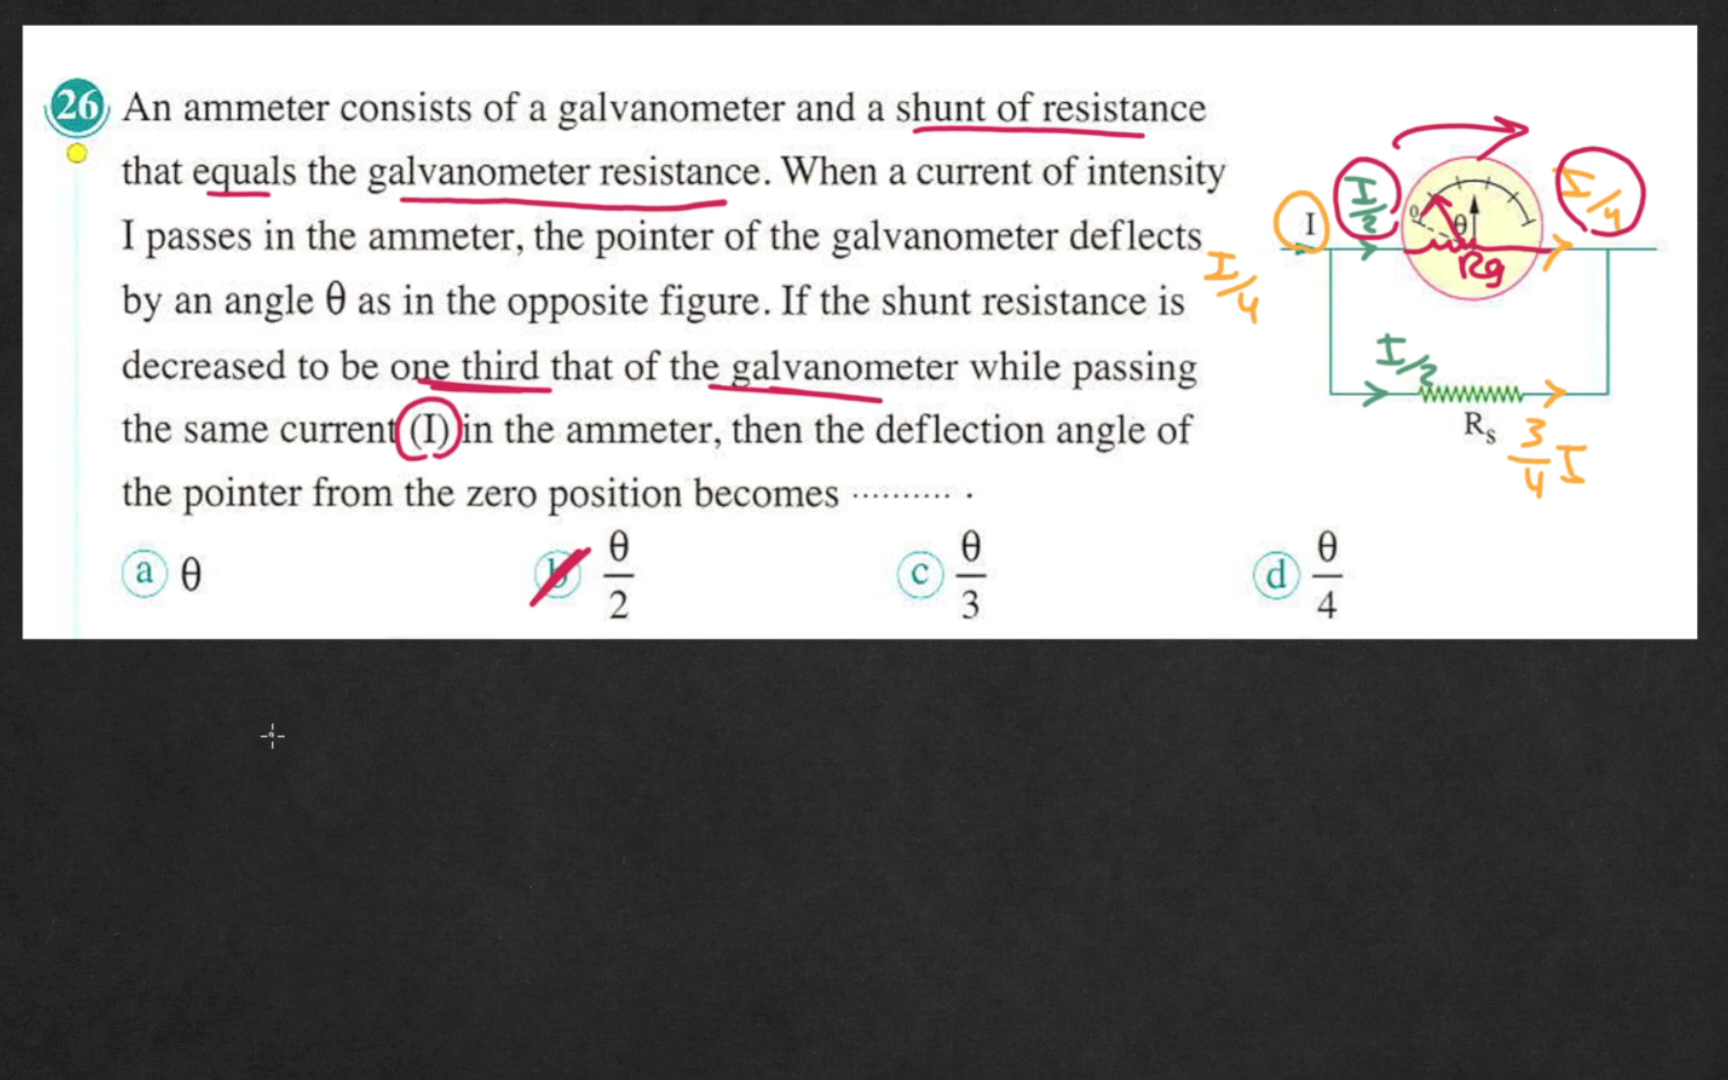 26 An ammeter consists of a galvanometer and a shunt of resistance
that equals the galvanometer resistance. When a current of intensity
I passes in the ammeter, the pointer of the galvanometer deflects
by an angle θ as in the opposite figure. If the shunt resistance is
decreased to be one third that of the galvanometer while passing
the same current (I) in the ammeter, then the deflection angle of
the pointer from the zero position becomes .......... .
a θ
b θ/2
c θ/3
d θ/4
I
I/2
0
θ
Rg
I/4
I/4
I/2
Rs
3/4 I